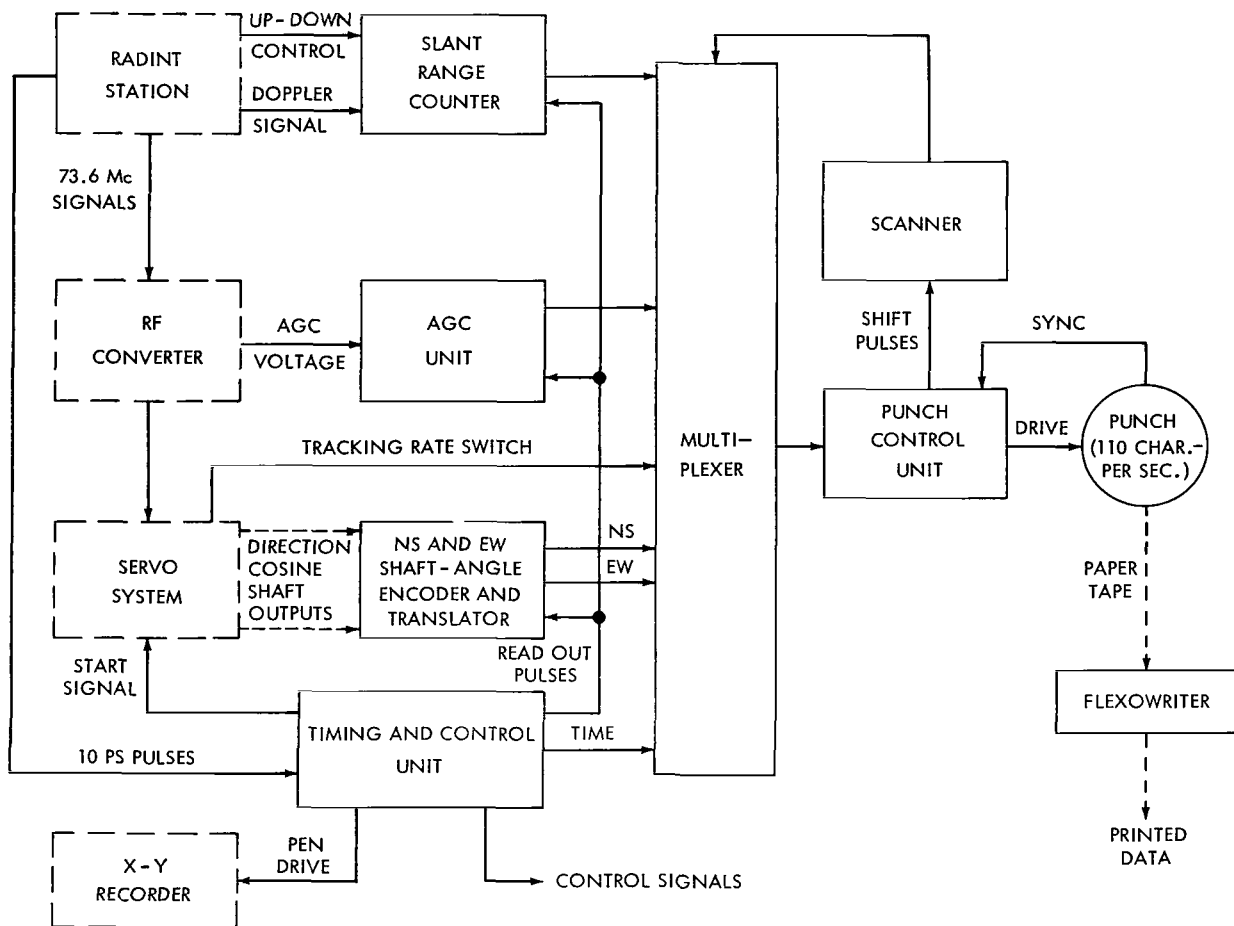 RADINT
STATION
UP-DOWN
CONTROL
DOPPLER
SIGNAL
SLANT
RANGE
COUNTER
73.6 Mc
SIGNALS
SCANNER
RF
CONVERTER
AGC
VOLTAGE
AGC
UNIT
SHIFT
PULSES
SYNC
TRACKING RATE SWITCH
MULTI-
PLEXER
PUNCH
CONTROL
UNIT
DRIVE
PUNCH
(110 CHAR.-
PER SEC.)
SERVO
SYSTEM
DIRECTION
COSINE
SHAFT
OUTPUTS
NS AND EW
SHAFT-ANGLE
ENCODER AND
TRANSLATOR
NS
EW
PAPER
TAPE
START
SIGNAL
READ OUT
PULSES
FLEXOWRITER
TIMING AND CONTROL
UNIT
TIME
10 PS PULSES
PRINTED
DATA
X-Y
RECORDER
PEN
DRIVE
CONTROL SIGNALS